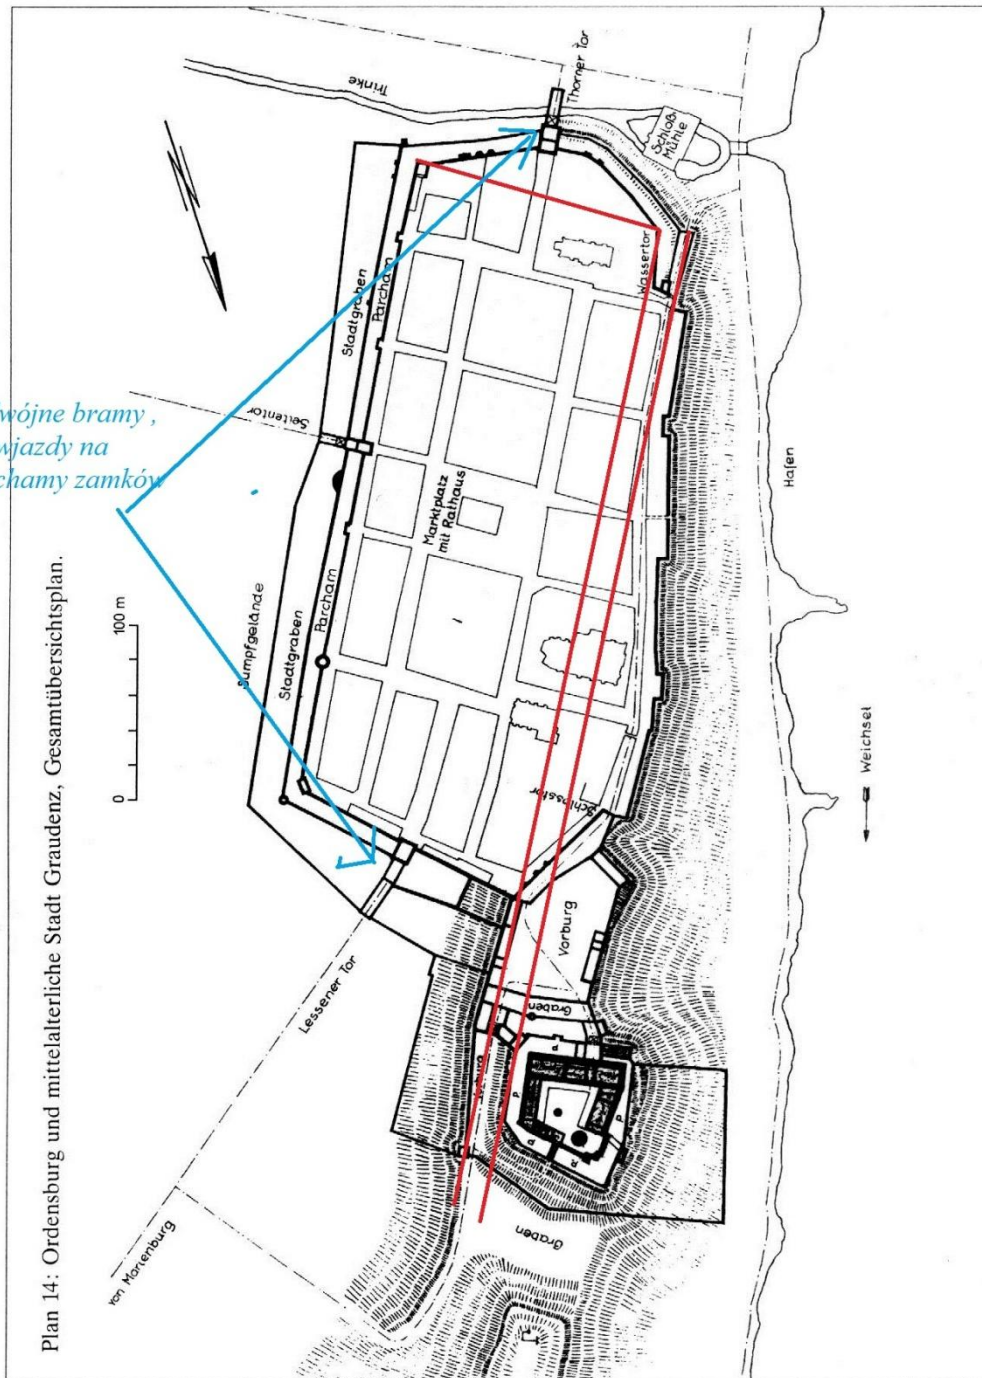 Plan 14: Ordensburg und mittelalterliche Stadt Graudenz, Gesamtübersichtsplan.
Trinke
Thorner Tor
Schloß-
Mühle
Wassertor
Stadtgraben
Parcham
Seitentor
wójne bramy ,
wjazdy na
chamy zamków
Marktplatz
mit Rathaus
Hafen
Sumpfgelände
Stadtgraben
Parcham
100 m
0
Weichsel
Schlosstor
Vorburg
Lessener Tor
Graben
P
P
P
P
P
Graben
von Marienburg